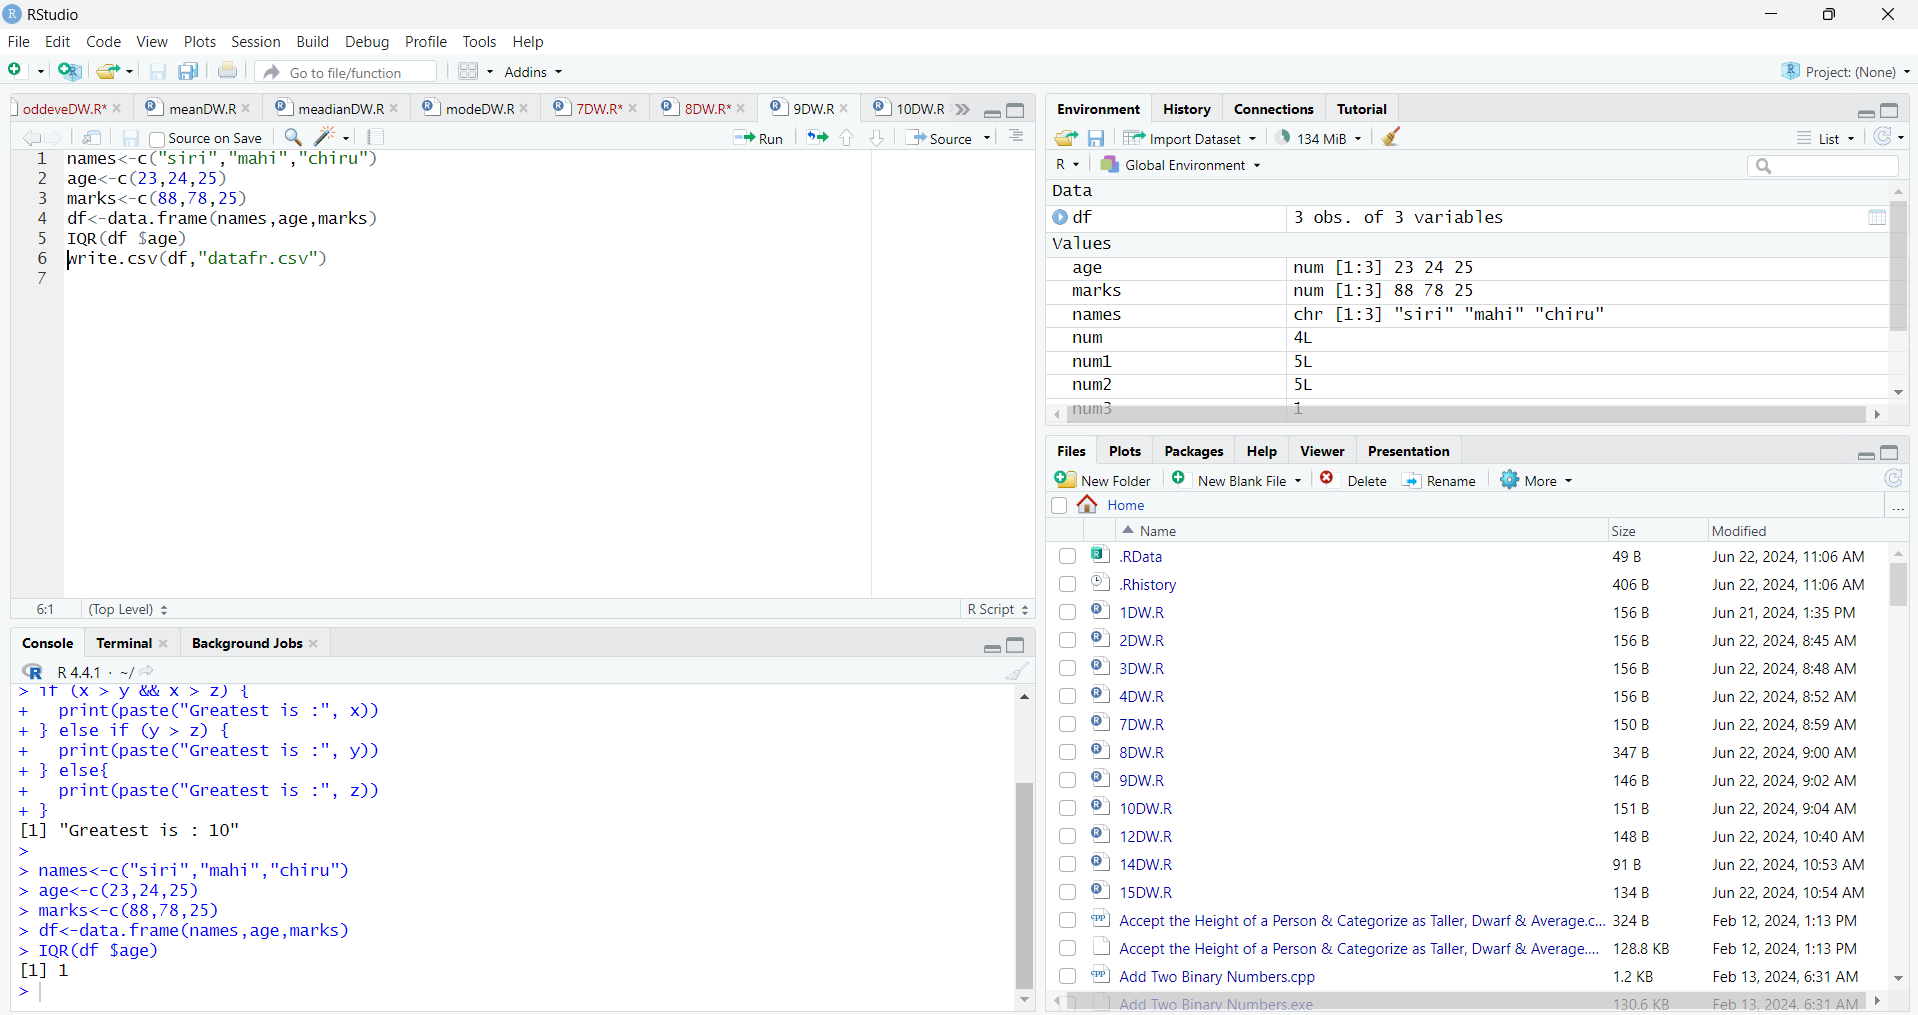 RStudio
File Edit Code View Plots Session Build Debug Profile Tools Help
Go to file/function Addins Project: (None)
oddeveDW.R* meanDW.R meadianDW.R modeDW.R 7DW.R* 8DW.R* 9DW.R 10DW.R
Source on Save Run Source
1 names<-c("siri","mahi","chiru")
2 age<-c(23,24,25)
3 marks<-c(88,78,25)
4 df<-data.frame(names,age,marks)
5 IQR(df $age)
6 write.csv(df,"datafr.csv")
7
6:1 (Top Level) R Script
Console Terminal Background Jobs
R 4.4.1 · ~/
> if (x > y && x > z) {
+   print(paste("Greatest is :", x))
+ } else if (y > z) {
+   print(paste("Greatest is :", y))
+ } else{
+   print(paste("Greatest is :", z))
+ }
[1] "Greatest is : 10"
>
> names<-c("siri","mahi","chiru")
> age<-c(23,24,25)
> marks<-c(88,78,25)
> df<-data.frame(names,age,marks)
> IQR(df $age)
[1] 1
>
Environment History Connections Tutorial
Import Dataset 134 MiB List
R Global Environment
Data
df 3 obs. of 3 variables
Values
age num [1:3] 23 24 25
marks num [1:3] 88 78 25
names chr [1:3] "siri" "mahi" "chiru"
num 4L
num1 5L
num2 5L
num3 1
Files Plots Packages Help Viewer Presentation
New Folder New Blank File Delete Rename More
Home ...
Name Size Modified
.RData 49 B Jun 22, 2024, 11:06 AM
.Rhistory 406 B Jun 22, 2024, 11:06 AM
1DW.R 156 B Jun 21, 2024, 1:35 PM
2DW.R 156 B Jun 22, 2024, 8:45 AM
3DW.R 156 B Jun 22, 2024, 8:48 AM
4DW.R 156 B Jun 22, 2024, 8:52 AM
7DW.R 150 B Jun 22, 2024, 8:59 AM
8DW.R 347 B Jun 22, 2024, 9:00 AM
9DW.R 146 B Jun 22, 2024, 9:02 AM
10DW.R 151 B Jun 22, 2024, 9:04 AM
12DW.R 148 B Jun 22, 2024, 10:40 AM
14DW.R 91 B Jun 22, 2024, 10:53 AM
15DW.R 134 B Jun 22, 2024, 10:54 AM
Accept the Height of a Person & Categorize as Taller, Dwarf & Average.c... 324 B Feb 12, 2024, 1:13 PM
Accept the Height of a Person & Categorize as Taller, Dwarf & Average.... 128.8 KB Feb 12, 2024, 1:13 PM
Add Two Binary Numbers.cpp 1.2 KB Feb 13, 2024, 6:31 AM
Add Two Binary Numbers.exe 130.6 KB Feb 13, 2024, 6:31 AM